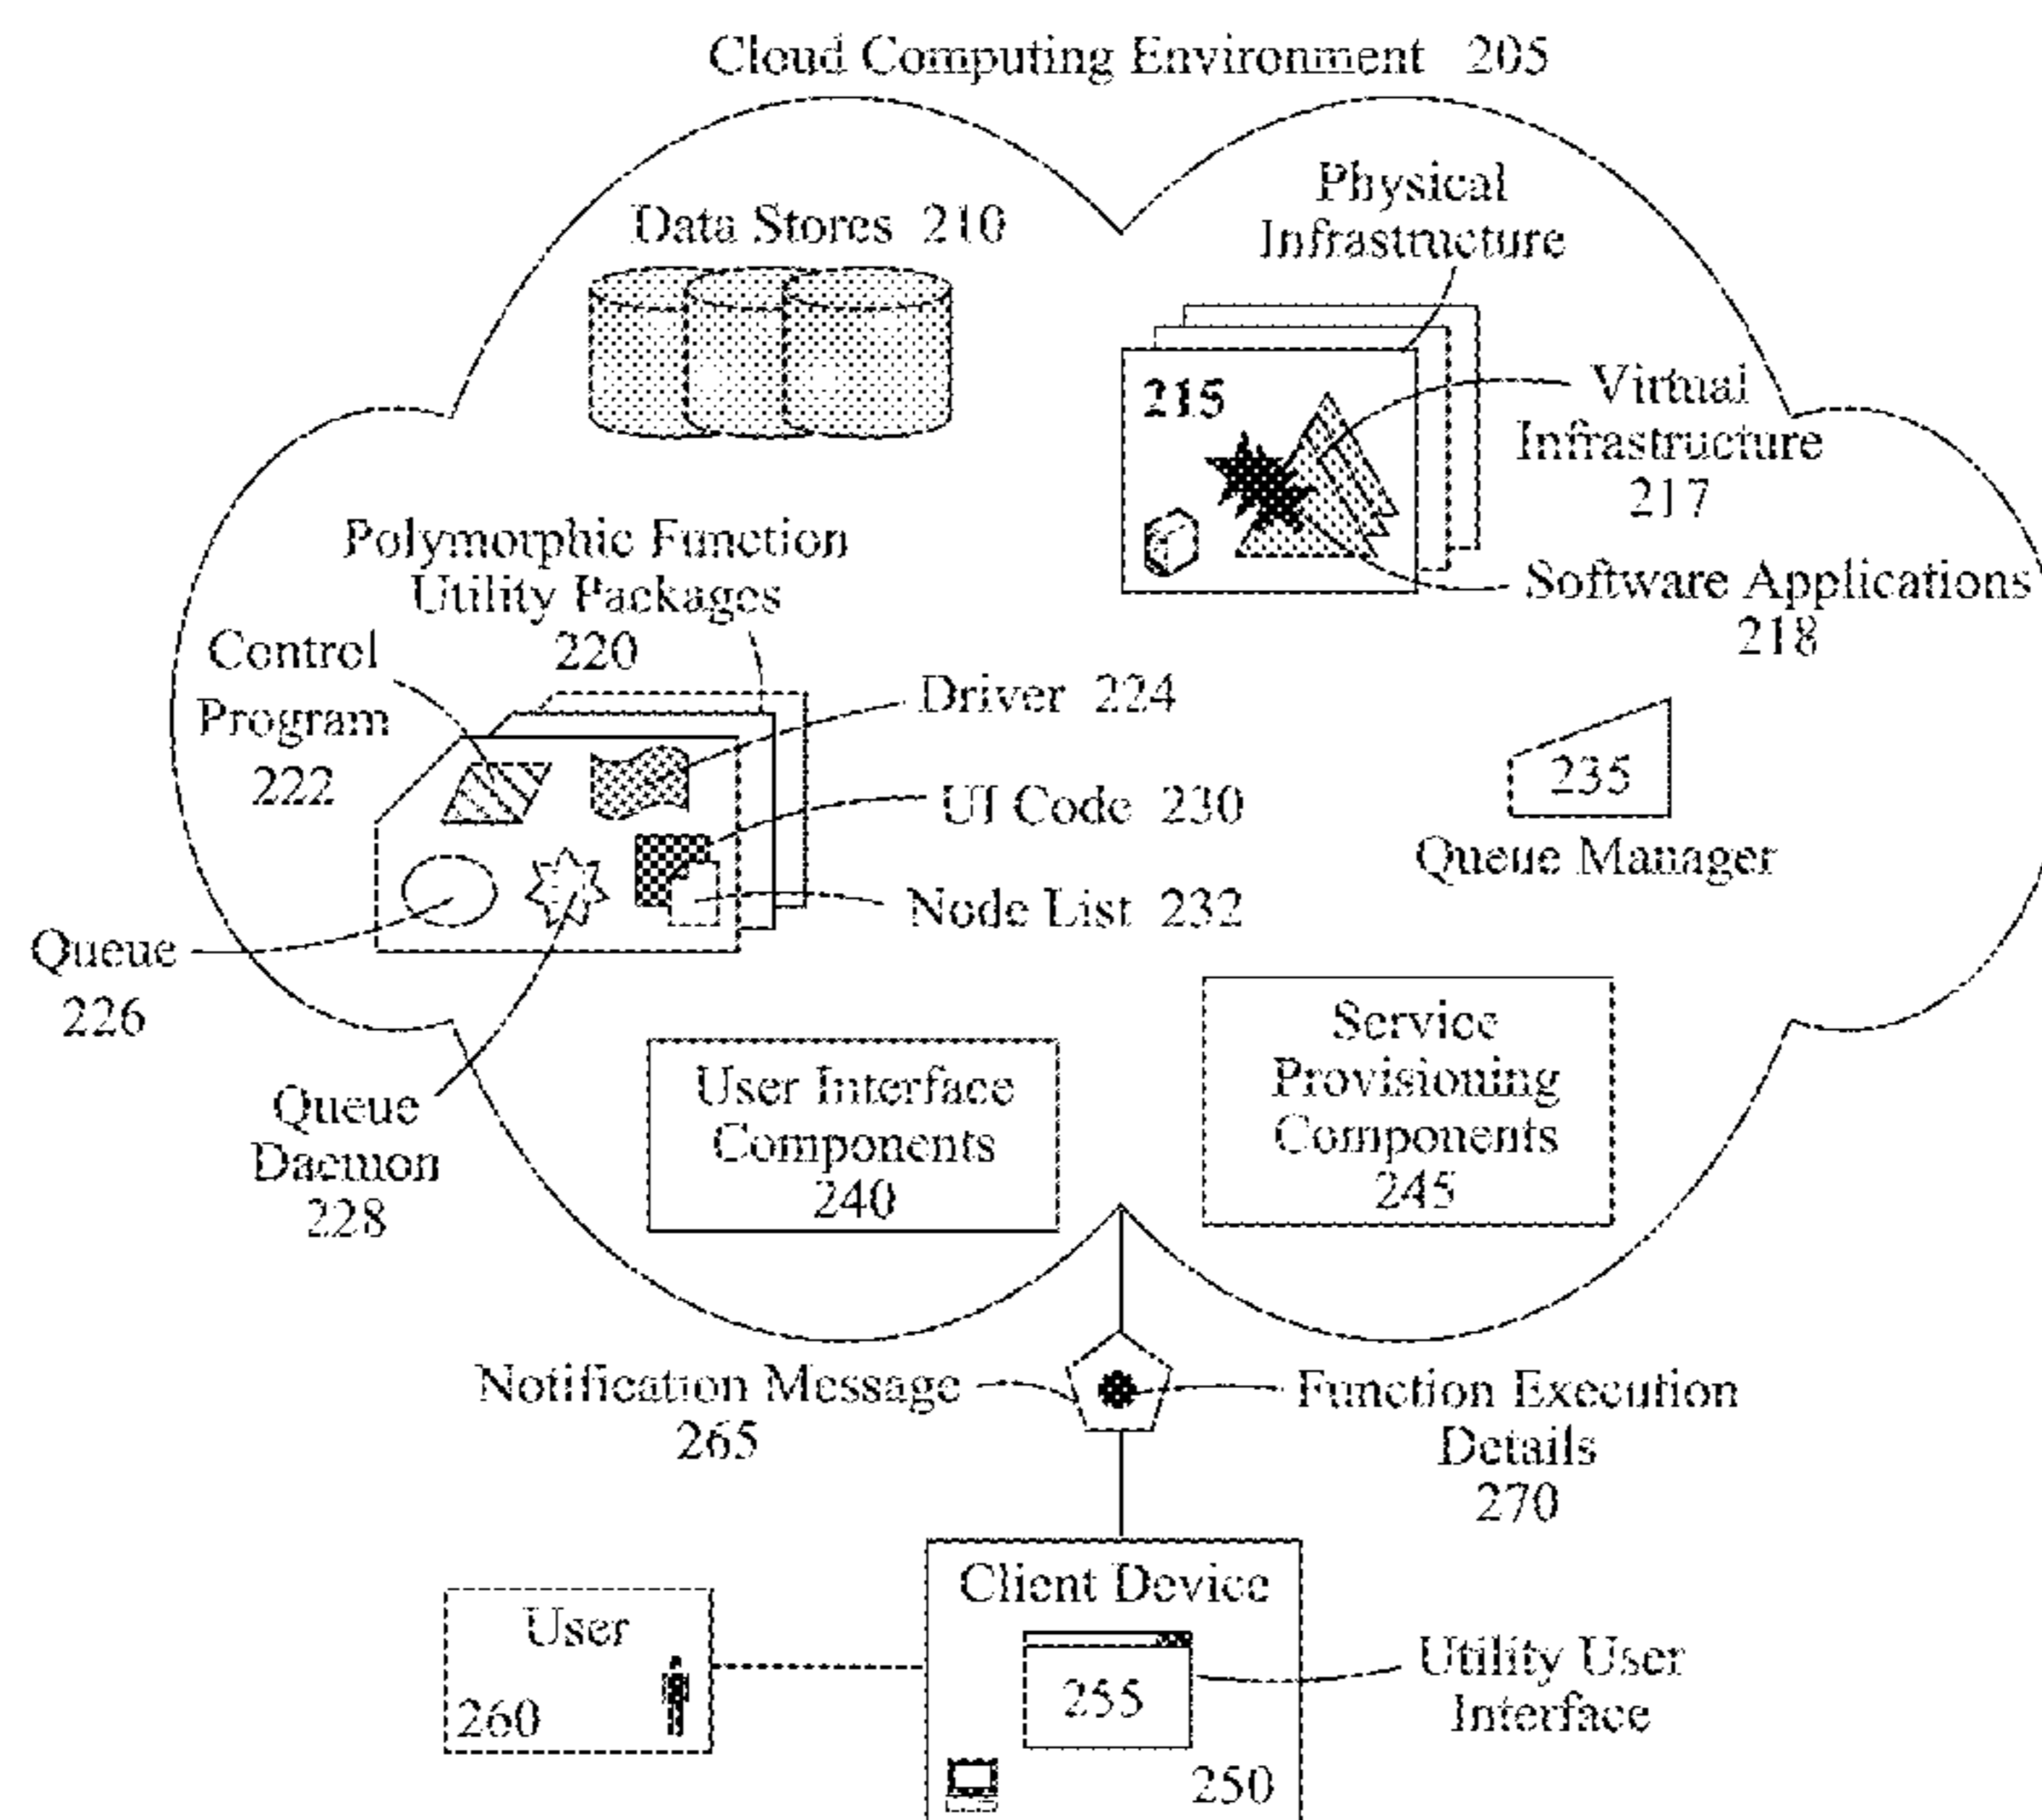 Cloud Computing Environment 205
Data Stores 210
Physical
Infrastructure
215
Virtual
Infrastructure
217
Software Applications
218
Polymorphic Function
Utility Packages
220
Control
Program
222
Driver 224
UI Code 230
Node List 232
235
Queue Manager
Queue
226
Queue
Daemon
228
User Interface
Components
240
Service
Provisioning
Components
245
Notification Message
265
Function Execution
Details
270
Client Device
255
250
User
260
Utility User
Interface